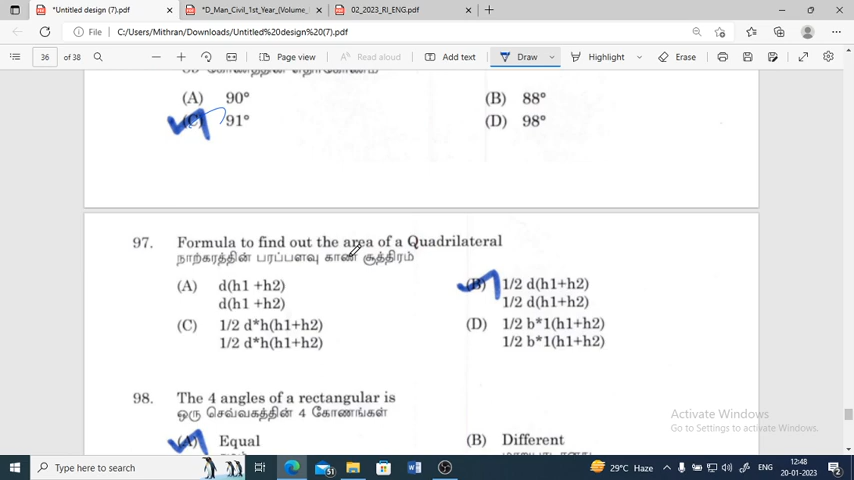 *Untitled design (7).pdf
*D_Man_Civil_1st_Year_(Volume_I
02_2023_RI_ENG.pdf
File
C:/Users/Mithran/Downloads/Untitled%20design%20(7).pdf
36 of 38
Page view
Read aloud
Add text
Draw
Highlight
Erase
(A) 90°
(B) 88°
(C) 91°
(D) 98°
97. Formula to find out the area of a Quadrilateral
நாற்கரத்தின் பரப்பளவு காண் சூத்திரம்
(A) d(h1 +h2)
d(h1 +h2)
(B) 1/2 d(h1+h2)
1/2 d(h1+h2)
(C) 1/2 d*h(h1+h2)
1/2 d*h(h1+h2)
(D) 1/2 b*1(h1+h2)
1/2 b*1(h1+h2)
98. The 4 angles of a rectangular is
ஒரு செவ்வகத்தின் 4 கோணங்கள்
(A) Equal
(B) Different
Activate Windows
Go to Settings to activate Windows.
Type here to search
51
29°C Haze
ENG
12:48
20-01-2023
2